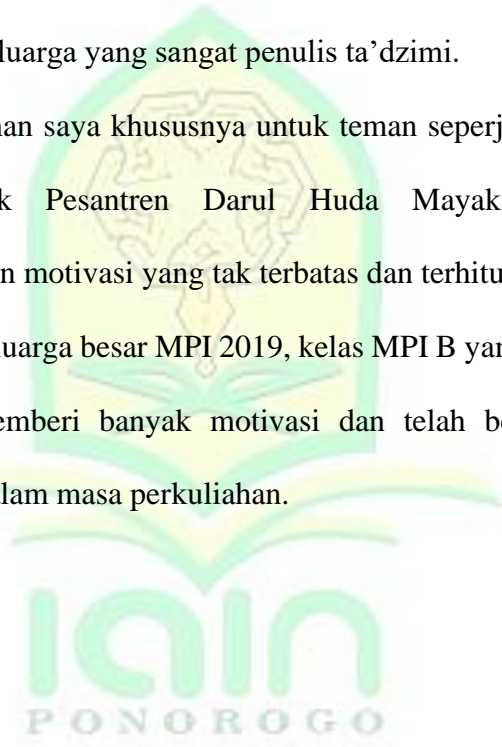 luarga yang sangat penulis ta’dzimi.
nan saya khususnya untuk teman seperj
k Pesantren Darul Huda Mayak
n motivasi yang tak terbatas dan terhitu
luarga besar MPI 2019, kelas MPI B yan
emberi banyak motivasi dan telah be
alam masa perkuliahan.
iain
PONOROGO